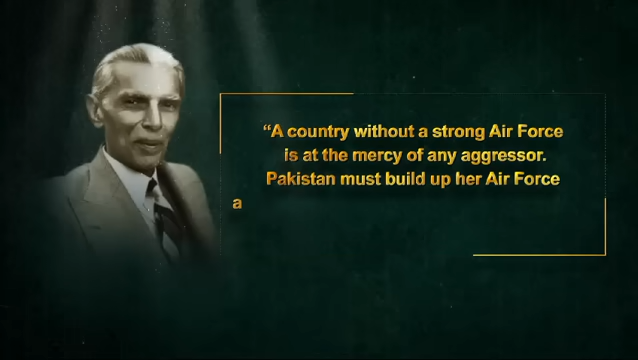 “A country without a strong Air Force
is at the mercy of any aggressor.
Pakistan must build up her Air Force
a